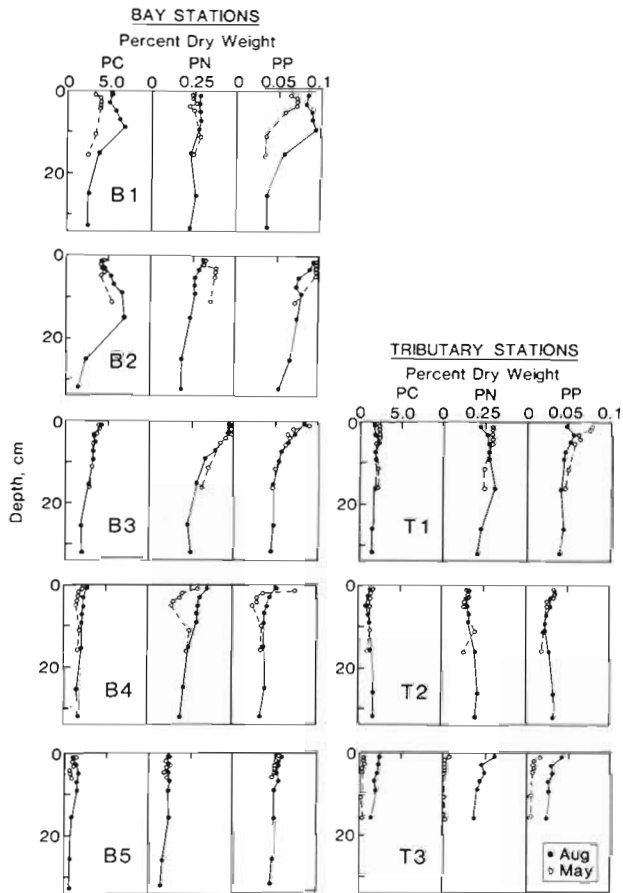 BAY STATIONS
Percent Dry Weight
PC PN PP
0 5.0 0 0.25 0 0.05 0.1
0
20
B1
0
20
B2
0
20
B3
0
20
B4
0
20
B5
Depth, cm
TRIBUTARY STATIONS
Percent Dry Weight
PC PN PP
0 5.0 0 0.25 0 0.05 0.1
0
20
T1
0
20
T2
0
20
T3
Aug
May